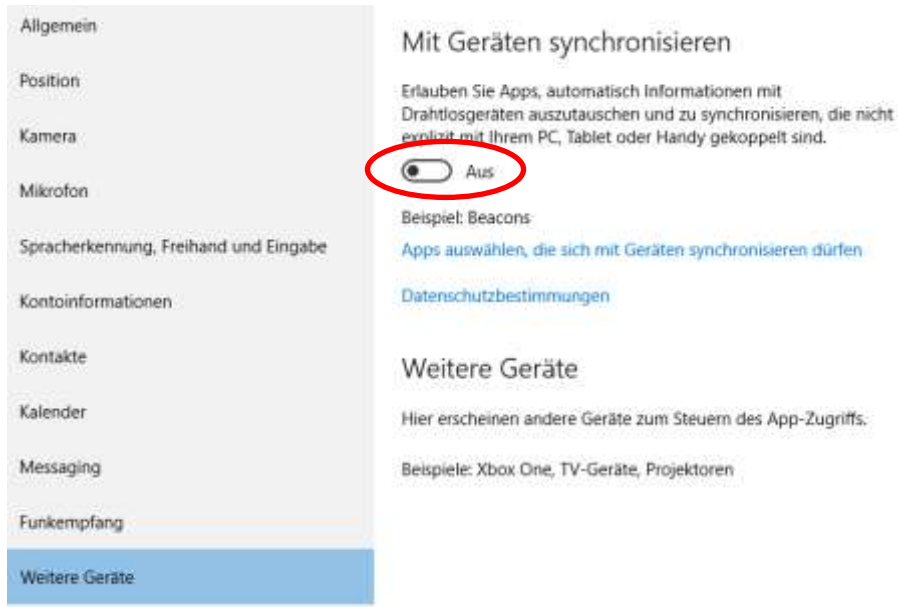 Allgemein
Position
Kamera
Mikrofon
Spracherkennung, Freihand und Eingabe
Kontoinformationen
Kontakte
Kalender
Messaging
Funkempfang
Weitere Geräte
Mit Geräten synchronisieren
Erlauben Sie Apps, automatisch Informationen mit
Drahtlosgeräten auszutauschen und zu synchronisieren, die nicht
explizit mit Ihrem PC, Tablet oder Handy gekoppelt sind.
Aus
Beispiel: Beacons
Apps auswählen, die sich mit Geräten synchronisieren dürfen
Datenschutzbestimmungen
Weitere Geräte
Hier erscheinen andere Geräte zum Steuern des App-Zugriffs.
Beispiele: Xbox One, TV-Geräte, Projektoren